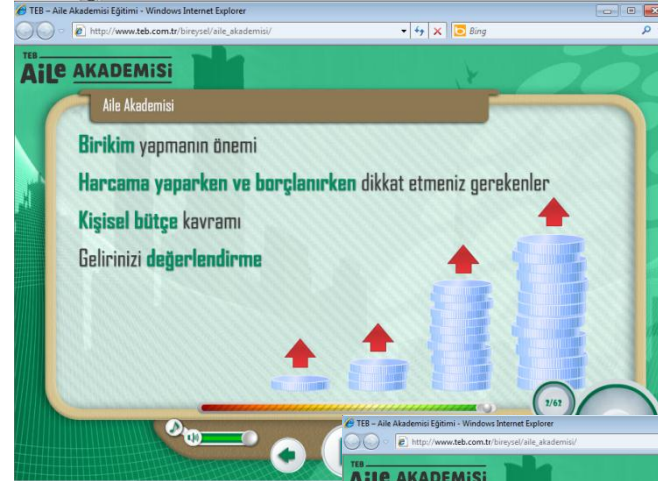 TEB – Aile Akademisi Eğitimi - Windows Internet Explorer
http://www.teb.com.tr/bireysel/aile_akademisi/
Bing
TEB
AiLe AKADEMiSi
Aile Akademisi
Birikim yapmanın önemi
Harcama yaparken ve borçlanırken dikkat etmeniz gerekenler
Kişisel bütçe kavramı
Gelirinizi değerlendirme
2/62
TEB – Aile Akademisi Eğitimi - Windows Internet Explorer
http://www.teb.com.tr/bireysel/aile_akademisi/
TEB
AiLe AKADEMiSi